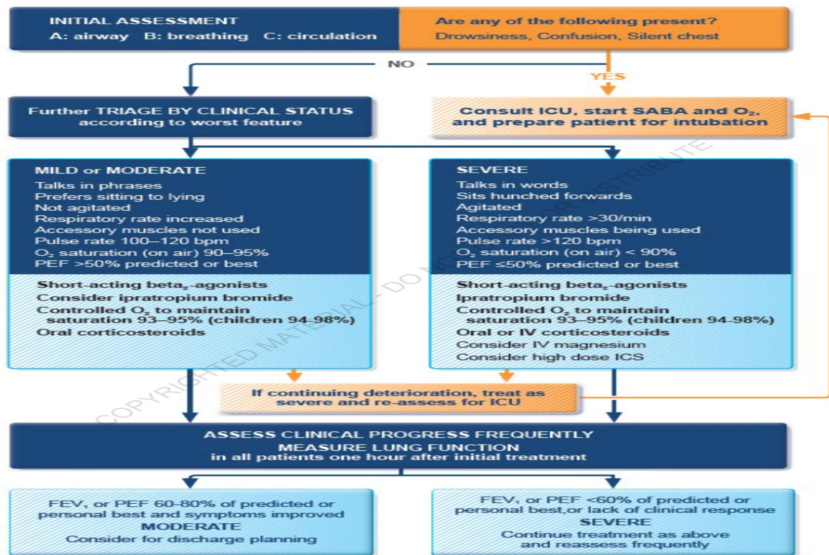 INITIAL ASSESSMENT
A: airway B: breathing C: circulation
Are any of the following present?
Drowsiness, Confusion, Silent chest
NO
YES
Further TRIAGE BY CLINICAL STATUS
according to worst feature
Consult ICU, start SABA and O₂,
and prepare patient for intubation
MILD or MODERATE
Talks in phrases
Prefers sitting to lying
Not agitated
Respiratory rate increased
Accessory muscles not used
Pulse rate 100–120 bpm
O₂ saturation (on air) 90–95%
PEF >50% predicted or best
Short-acting beta₂-agonists
Consider ipratropium bromide
Controlled O₂ to maintain
saturation 93–95% (children 94-98%)
Oral corticosteroids
SEVERE
Talks in words
Sits hunched forwards
Agitated
Respiratory rate >30/min
Accessory muscles being used
Pulse rate >120 bpm
O₂ saturation (on air) < 90%
PEF ≤50% predicted or best
Short-acting beta₂-agonists
Ipratropium bromide
Controlled O₂ to maintain
saturation 93–95% (children 94-98%)
Oral or IV corticosteroids
Consider IV magnesium
Consider high dose ICS
If continuing deterioration, treat as
severe and re-assess for ICU
ASSESS CLINICAL PROGRESS FREQUENTLY
MEASURE LUNG FUNCTION
in all patients one hour after initial treatment
FEV₁ or PEF 60-80% of predicted or
personal best and symptoms improved
MODERATE
Consider for discharge planning
FEV₁ or PEF <60% of predicted or
personal best,or lack of clinical response
SEVERE
Continue treatment as above
and reassess frequently
COPYRIGHTED MATERIAL- DO NOT DISTRIBUTE